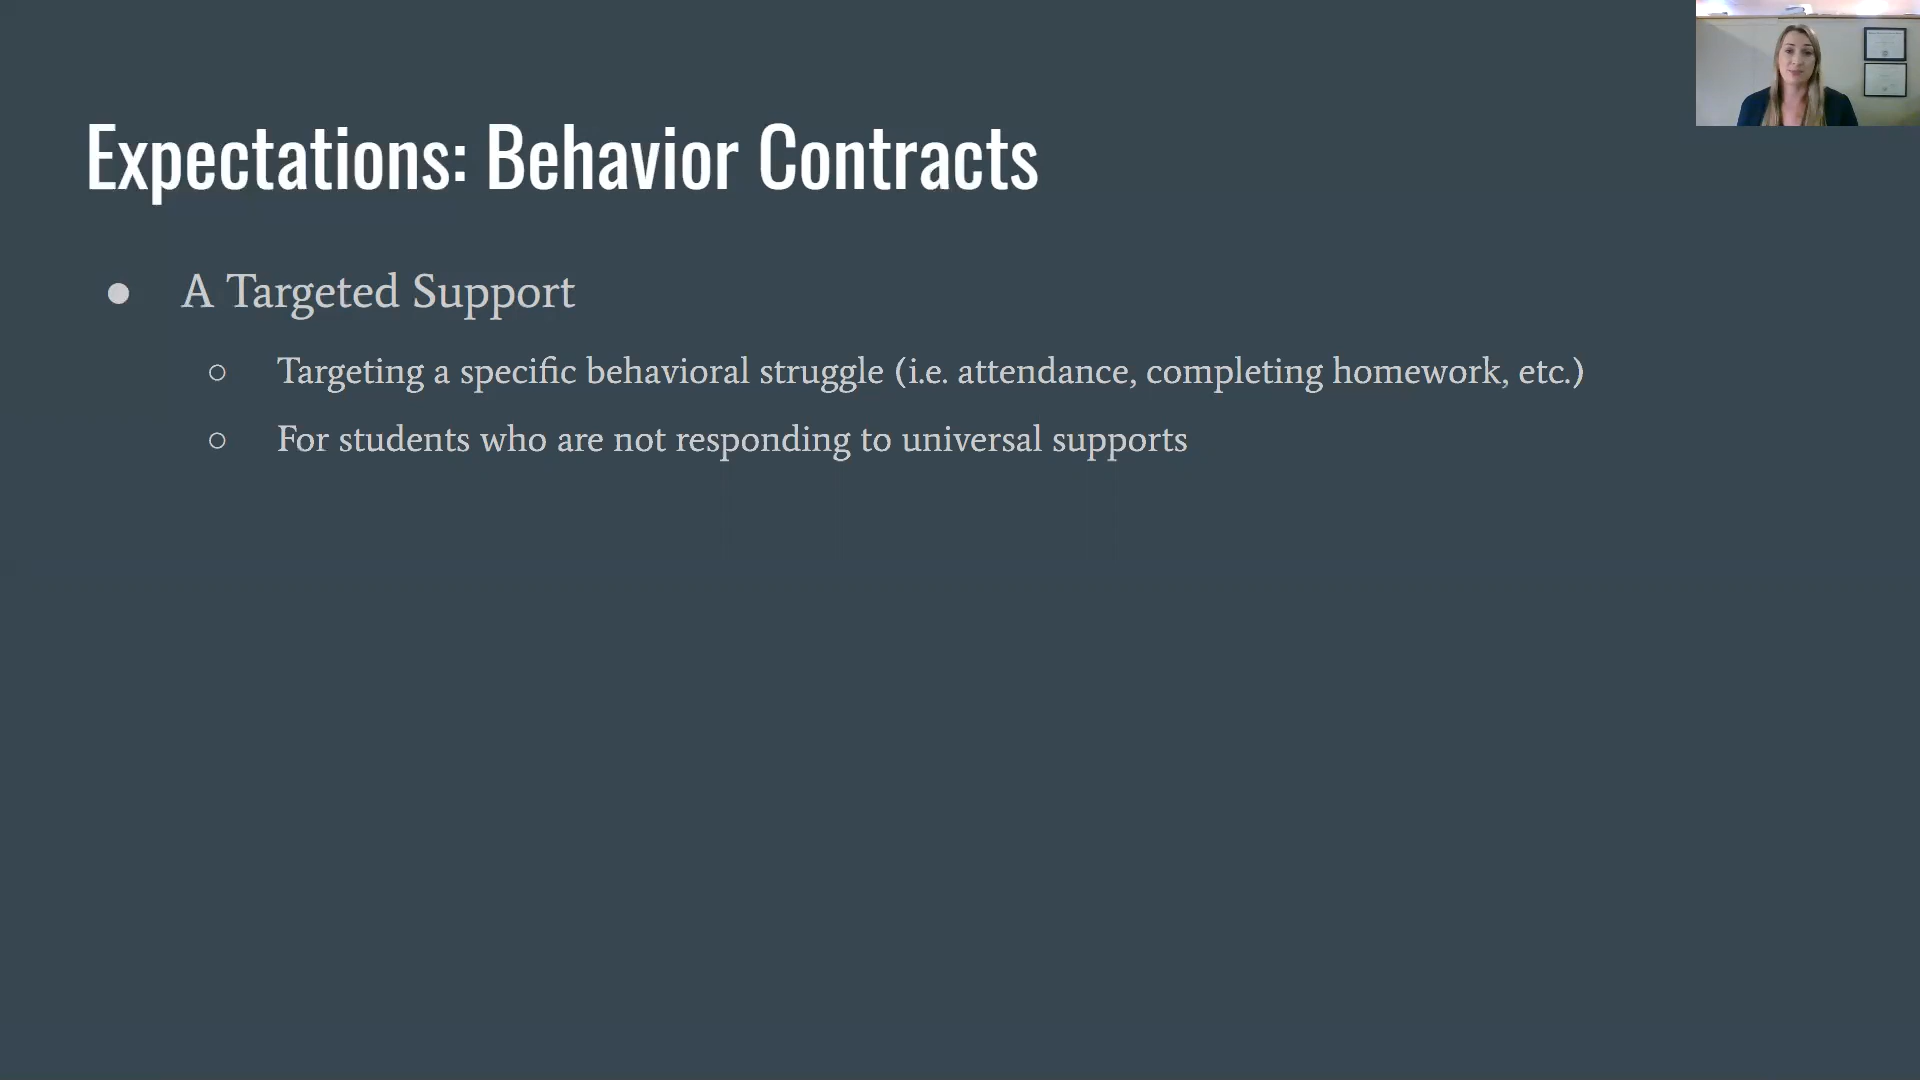 Expectations: Behavior Contracts
● A Targeted Support
○ Targeting a specific behavioral struggle (i.e. attendance, completing homework, etc.)
○ For students who are not responding to universal supports